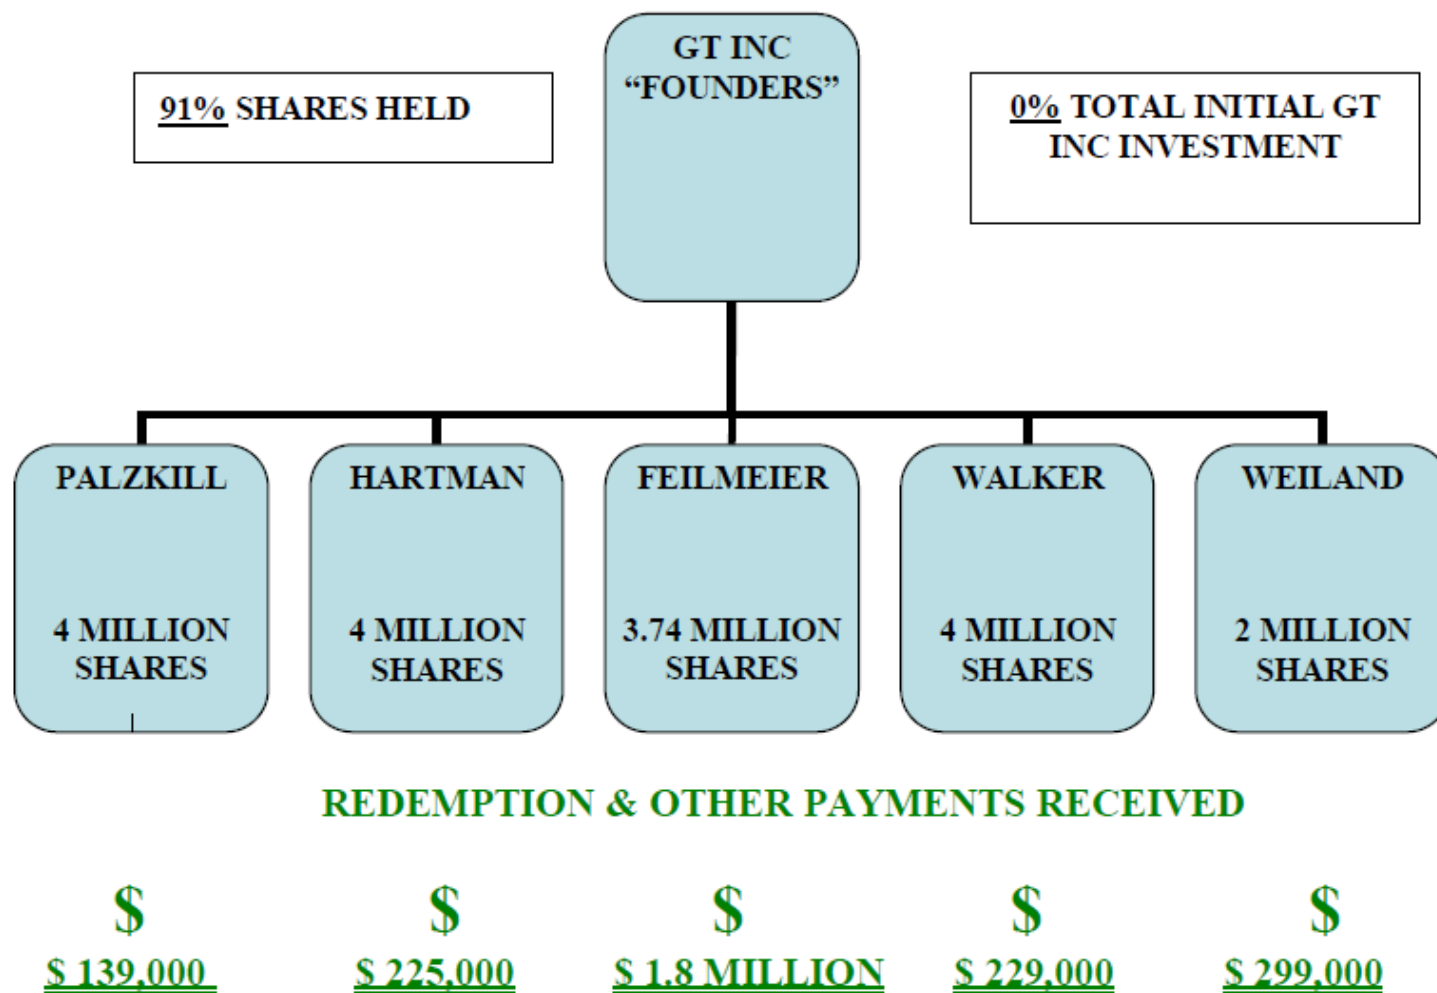 GT INC
“FOUNDERS”
91% SHARES HELD
0% TOTAL INITIAL GT
INC INVESTMENT
PALZKILL
4 MILLION
SHARES
HARTMAN
4 MILLION
SHARES
FEILMEIER
3.74 MILLION
SHARES
WALKER
4 MILLION
SHARES
WEILAND
2 MILLION
SHARES
REDEMPTION & OTHER PAYMENTS RECEIVED
$ $ $ $ $
$ 139,000 $ 225,000 $ 1.8 MILLION $ 229,000 $ 299,000